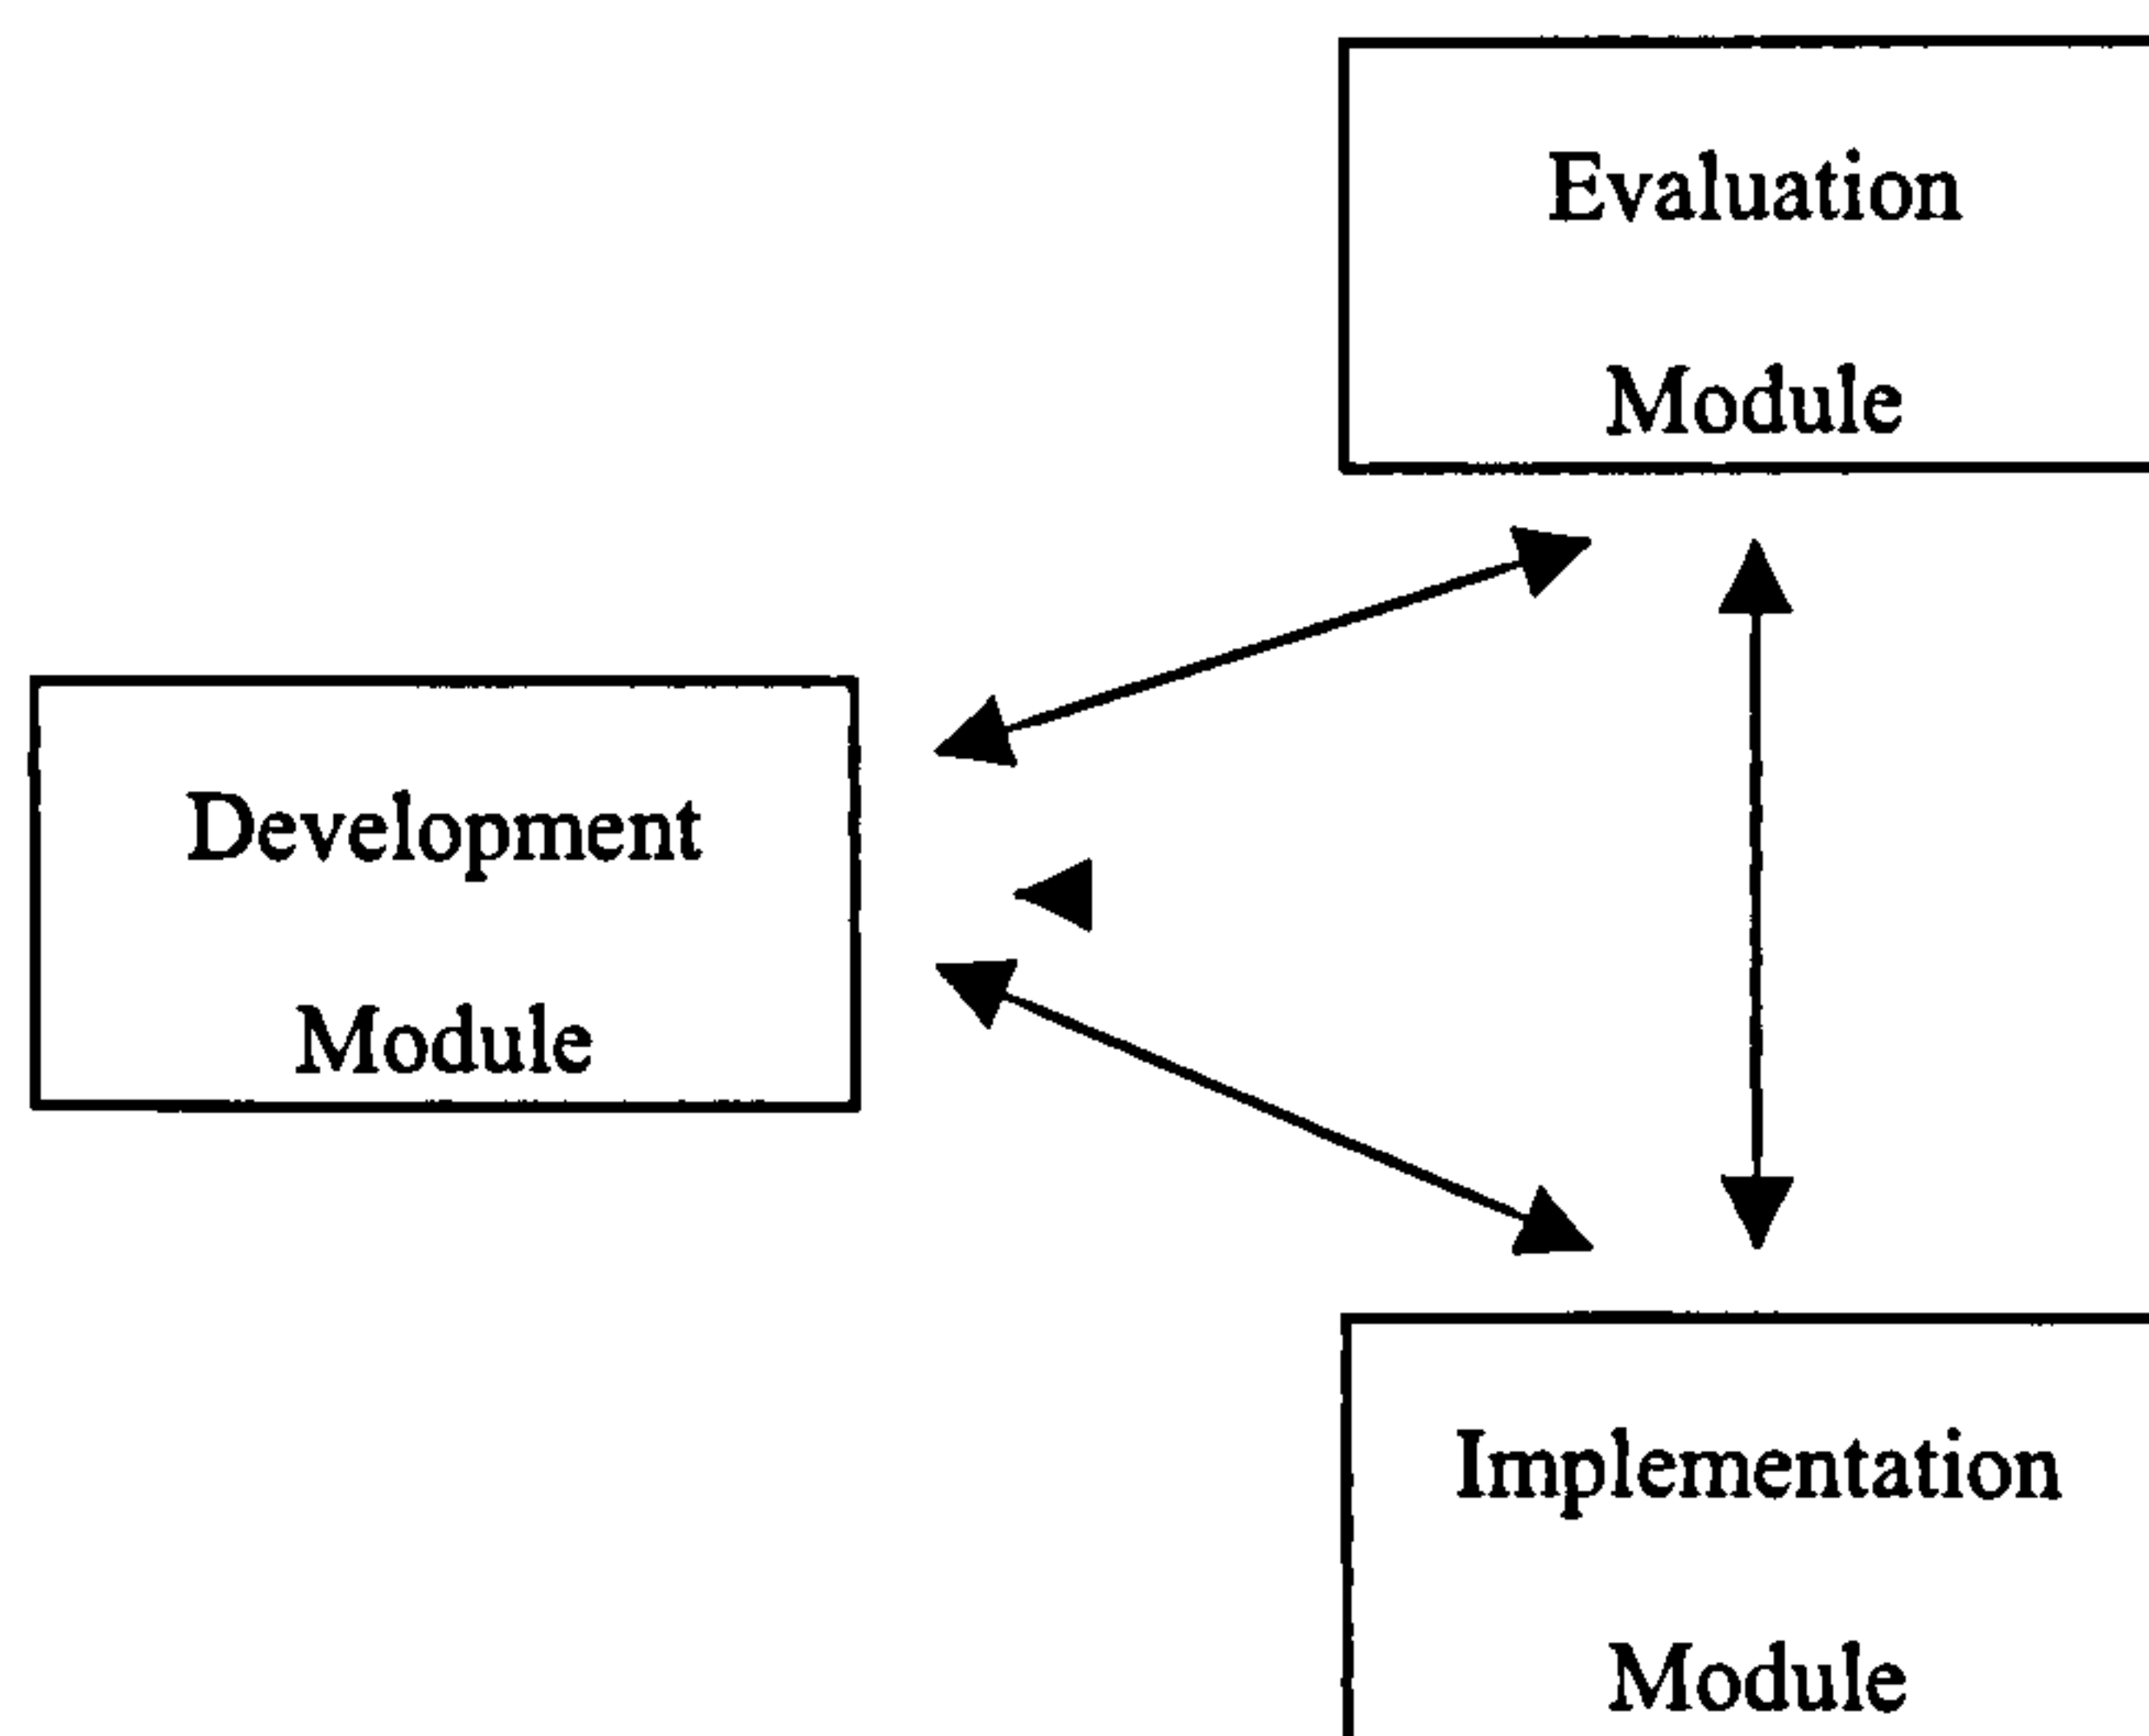 Evaluation
Module
Development
Module
Implementation
Module